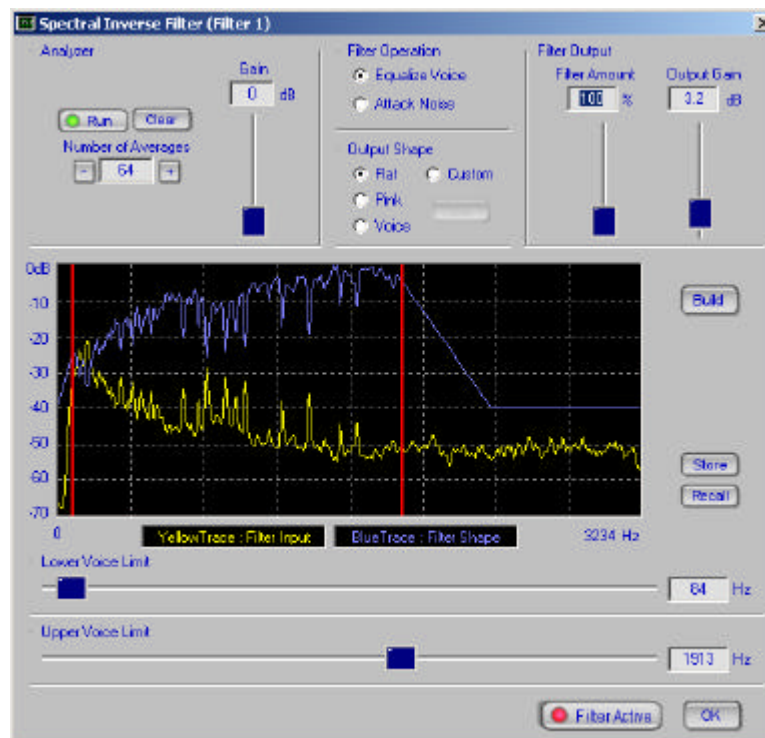 Spectral Inverse Filter (Filter 1)
Analyzer
Gain
0 dB
Run Clear
Number of Averages
- 64 +
Filter Operation
Equalize Voice
Attack Noise
Output Shape
Flat Custom
Pink
Voice
Filter Output
Filter Amount Output Gain
100 % 3.2 dB
0dB
-10
-20
-30
-40
-50
-60
-70
Build
Store
Recall
0 YellowTrace : Filter Input BlueTrace : Filter Shape 3234 Hz
Lower Voice Limit
84 Hz
Upper Voice Limit
1913 Hz
Filter Active OK